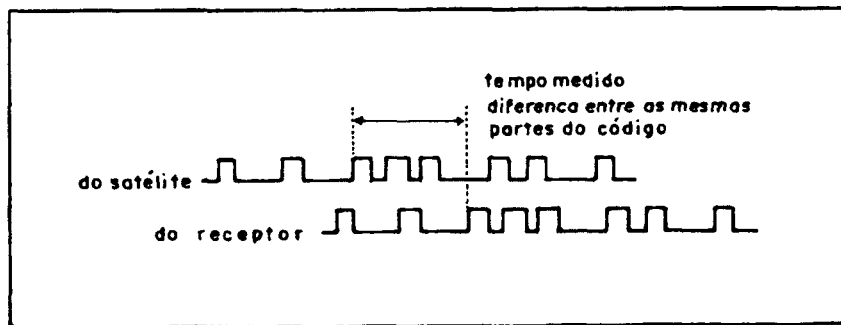 tempo medido
diferenca entre as mesmas
partes do código
do satélite
do receptor